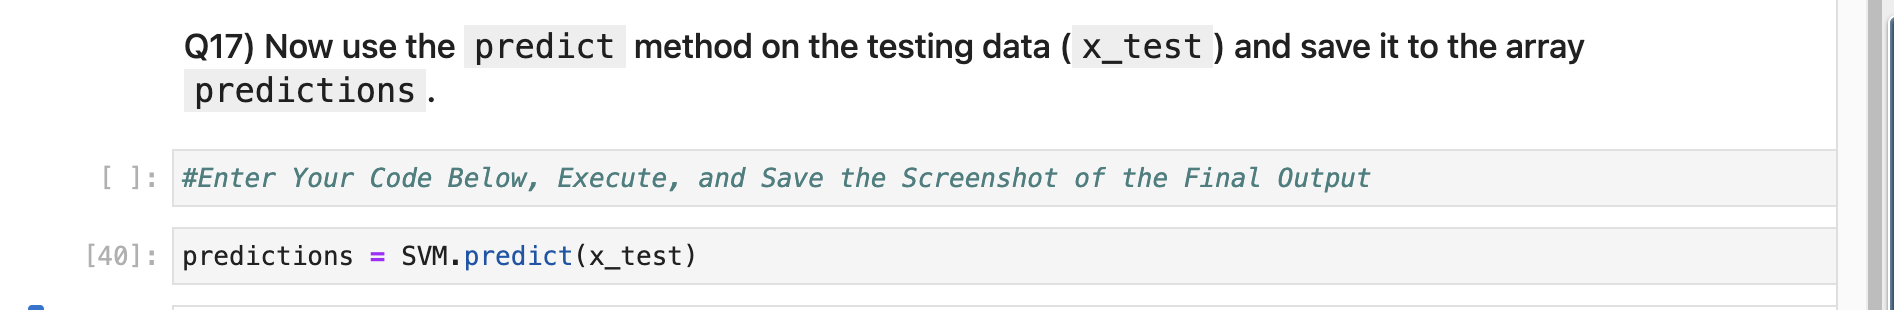 Q17) Now use the predict method on the testing data (x_test) and save it to the array
predictions.
[ ]: #Enter Your Code Below, Execute, and Save the Screenshot of the Final Output
[40]: predictions = SVM.predict(x_test)